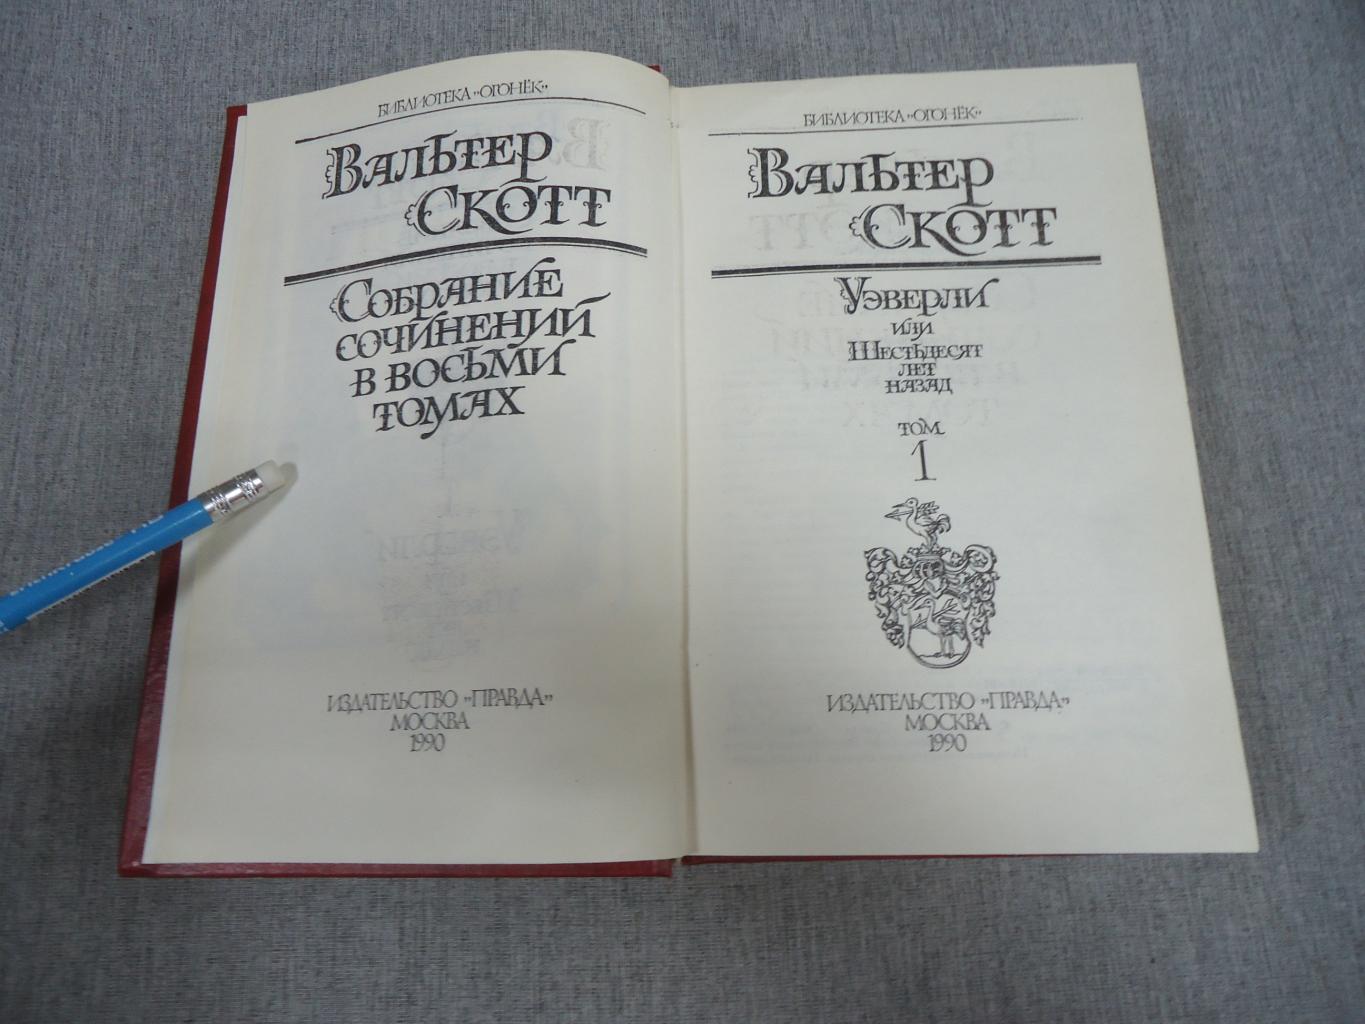 БИБЛИОТЕКА „ОГОНЁК"
ВАЛЬТЕР
СКОТТ
СОБРАНИЕ
СОЧИНЕНИЙ
В ВОСЬМИ
ТОМАХ
ИЗДАТЕЛЬСТВО „ПРАВДА"
МОСКВА
1990
БИБЛИОТЕКА „ОГОНЁК"
ВАЛЬТЕР
СКОТТ
УЭВЕРЛИ
ИЛИ
ШЕСТЬДЕСЯТ
ЛЕТ
НАЗАД
ТОМ
1
ИЗДАТЕЛЬСТВО „ПРАВДА"
МОСКВА
1990